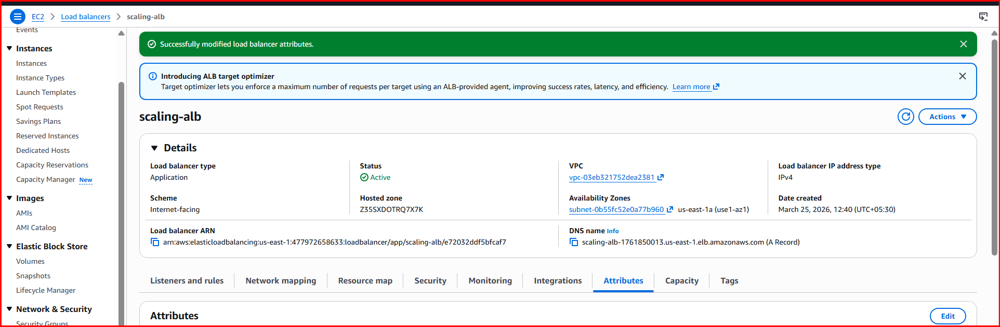 EC2 > Load balancers > scaling-alb
Events
Instances
Instances
Instance Types
Launch Templates
Spot Requests
Savings Plans
Reserved Instances
Dedicated Hosts
Capacity Reservations
Capacity Manager New
Images
AMIs
AMI Catalog
Elastic Block Store
Volumes
Snapshots
Lifecycle Manager
Network & Security
Security Groups
Successfully modified load balancer attributes.
Introducing ALB target optimizer
Target optimizer lets you enforce a maximum number of requests per target using an ALB-provided agent, improving success rates, latency, and efficiency. Learn more
scaling-alb
Actions
Details
Load balancer type
Application
Status
Active
VPC
vpc-03eb321752dea2381
Load balancer IP address type
IPv4
Scheme
Internet-facing
Hosted zone
Z35SXDOTRQ7X7K
Availability Zones
subnet-0b55fc52e0a77b960 us-east-1a (use1-az1)
Date created
March 25, 2026, 12:40 (UTC+05:30)
Load balancer ARN
arn:aws:elasticloadbalancing:us-east-1:477972658633:loadbalancer/app/scaling-alb/e72032ddf5bfcaf7
DNS name Info
scaling-alb-1761850013.us-east-1.elb.amazonaws.com (A Record)
Listeners and rules
Network mapping
Resource map
Security
Monitoring
Integrations
Attributes
Capacity
Tags
Attributes
Edit